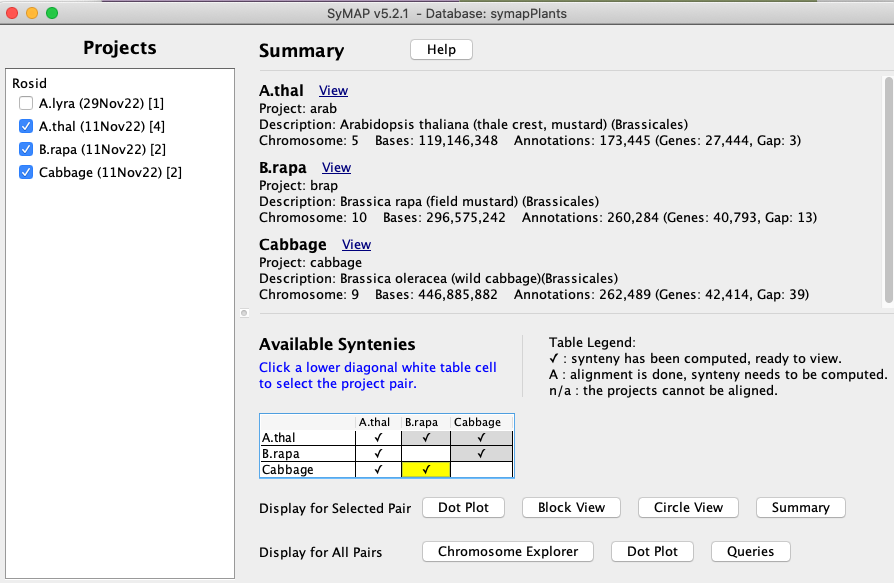 SyMAP v5.2.1 - Database: symapPlants
Projects
Rosid
A.lyra (29Nov22) [1]
A.thal (11Nov22) [4]
B.rapa (11Nov22) [2]
Cabbage (11Nov22) [2]
Summary Help
A.thal View
Project: arab
Description: Arabidopsis thaliana (thale crest, mustard) (Brassicales)
Chromosome: 5 Bases: 119,146,348 Annotations: 173,445 (Genes: 27,444, Gap: 3)
B.rapa View
Project: brap
Description: Brassica rapa (field mustard) (Brassicales)
Chromosome: 10 Bases: 296,575,242 Annotations: 260,284 (Genes: 40,793, Gap: 13)
Cabbage View
Project: cabbage
Description: Brassica oleracea (wild cabbage)(Brassicales)
Chromosome: 9 Bases: 446,885,882 Annotations: 262,489 (Genes: 42,414, Gap: 39)
Available Syntenies
Click a lower diagonal white table cell
to select the project pair.
Table Legend:
✓ : synteny has been computed, ready to view.
A : alignment is done, synteny needs to be computed.
n/a : the projects cannot be aligned.
A.thal B.rapa Cabbage
A.thal ✓ ✓ ✓
B.rapa ✓ ✓
Cabbage ✓ ✓
Display for Selected Pair Dot Plot Block View Circle View Summary
Display for All Pairs Chromosome Explorer Dot Plot Queries